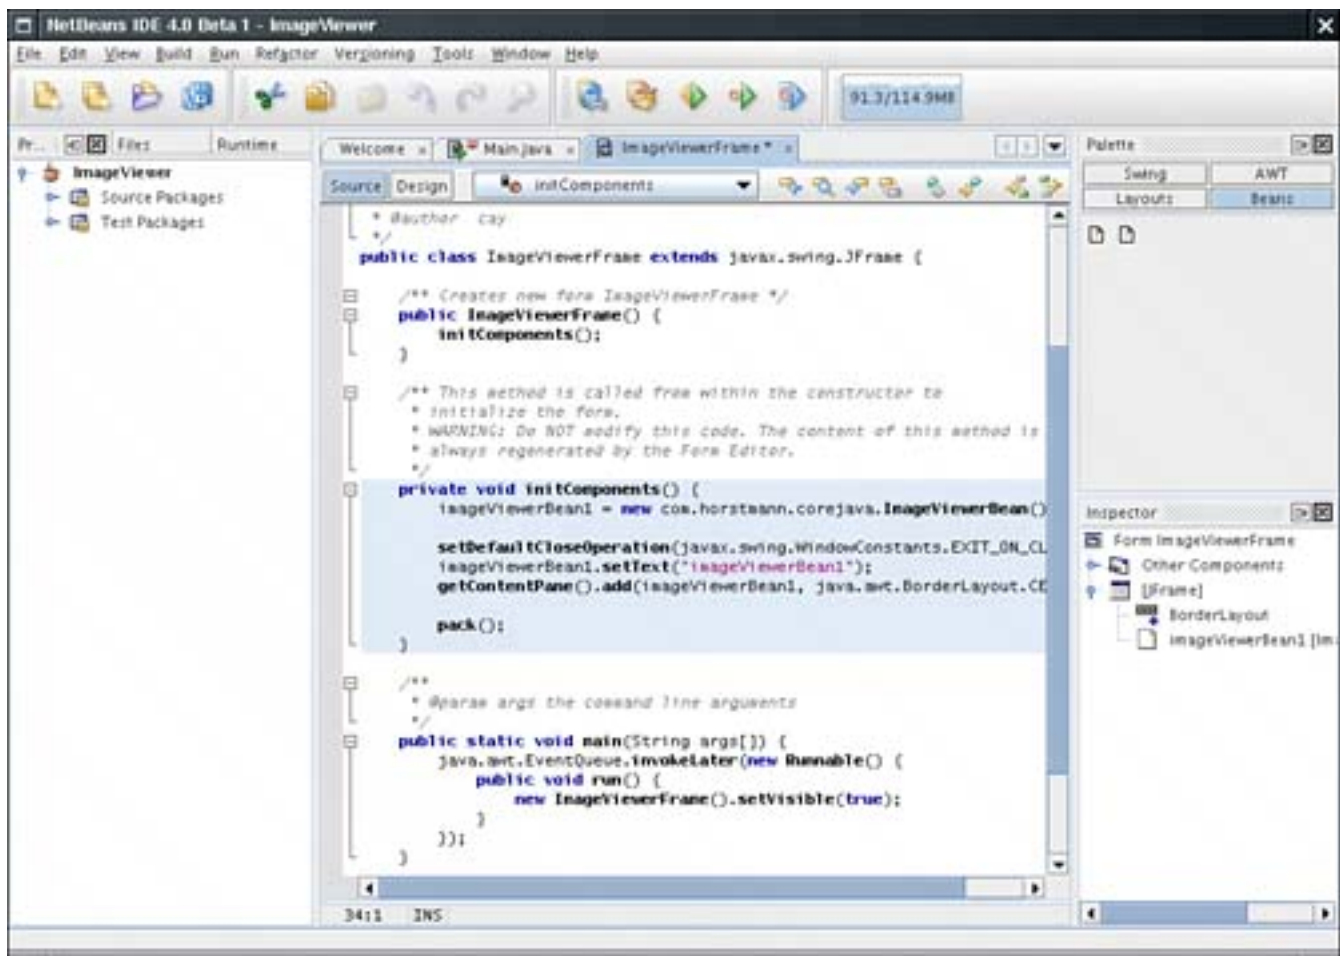 NetBeans IDE 4.0 Beta 1 - ImageViewer
File Edit View Build Run Refactor Versioning Tools Window Help
91.3/114.9MB
Pr... Files Runtime
ImageViewer
Source Packages
Test Packages
Welcome x Main.java x ImageViewerFrame * x
Source Design initComponents
* @author cay
*/
public class ImageViewerFrame extends javax.swing.JFrame {
/** Creates new form ImageViewerFrame */
public ImageViewerFrame() {
initComponents();
}
/** This method is called from within the constructor to
* initialize the form.
* WARNING: Do NOT modify this code. The content of this method is
* always regenerated by the Form Editor.
*/
private void initComponents() {
imageViewerBean1 = new com.horstmann.corejava.ImageViewerBean()
setDefaultCloseOperation(javax.swing.WindowConstants.EXIT_ON_CL
imageViewerBean1.setText("imageViewerBean1");
getContentPane().add(imageViewerBean1, java.awt.BorderLayout.CE
pack();
}
/**
* @param args the command line arguments
*/
public static void main(String args[]) {
java.awt.EventQueue.invokeLater(new Runnable() {
public void run() {
new ImageViewerFrame().setVisible(true);
}
});
}
34:1 INS
Palette
Swing AWT
Layouts Beans
Inspector
Form ImageViewerFrame
Other Components
[JFrame]
BorderLayout
imageViewerBean1 [Im